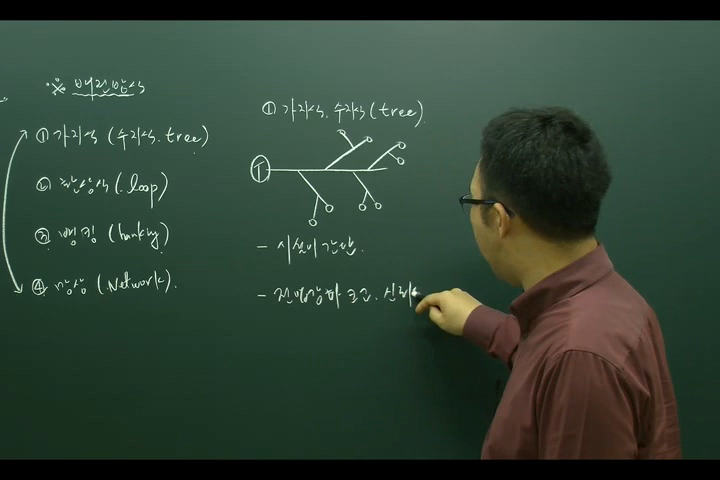 ※ 배전방식
① 가지식 (수지식. tree)
② 환상식 (. loop)
③ 뱅킹 (banking)
④ 망상 (. Network).
① 가지식. 수지식 (tree).
T
- 시설이 간단.
- 전압강하 크고. 신뢰